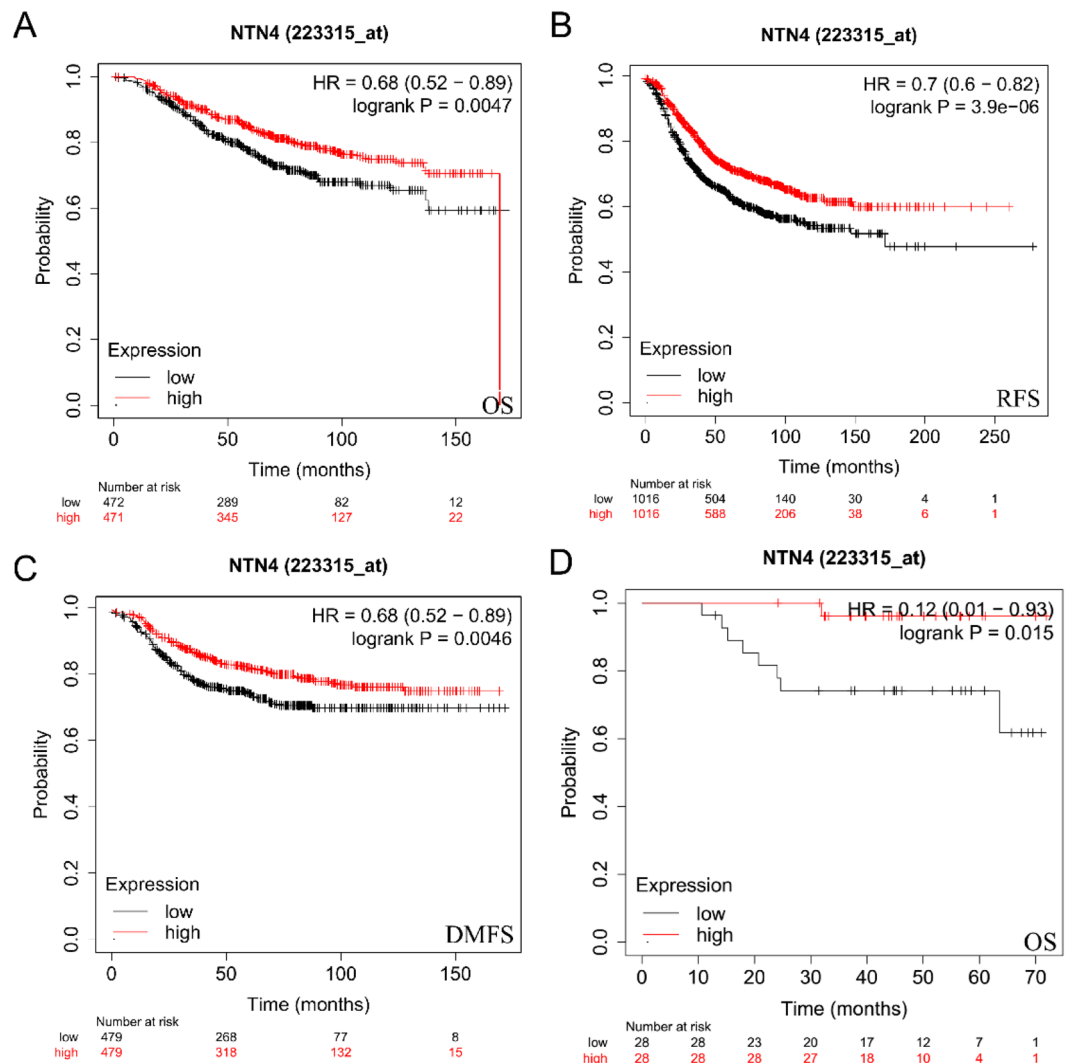 A
NTN4 (223315_at)
HR = 0.68 (0.52 − 0.89)
logrank P = 0.0047
Probability
0.0 0.2 0.4 0.6 0.8 1.0
Expression
low
high
OS
0 50 100 150
Time (months)
Number at risk
low 472 289 82 12
high 471 345 127 22
B
NTN4 (223315_at)
HR = 0.7 (0.6 − 0.82)
logrank P = 3.9e−06
Probability
0.0 0.2 0.4 0.6 0.8 1.0
Expression
low
high
RFS
0 50 100 150 200 250
Time (months)
Number at risk
low 1016 504 140 30 4 1
high 1016 588 206 38 6 1
C
NTN4 (223315_at)
HR = 0.68 (0.52 − 0.89)
logrank P = 0.0046
Probability
0.0 0.2 0.4 0.6 0.8 1.0
Expression
low
high
DMFS
0 50 100 150
Time (months)
Number at risk
low 479 268 77 8
high 479 318 132 15
D
NTN4 (223315_at)
HR = 0.12 (0.01 − 0.93)
logrank P = 0.015
Probability
0.0 0.2 0.4 0.6 0.8 1.0
Expression
low
high
OS
0 10 20 30 40 50 60 70
Time (months)
Number at risk
low 28 28 23 20 17 12 7 1
high 28 28 28 27 18 10 4 1